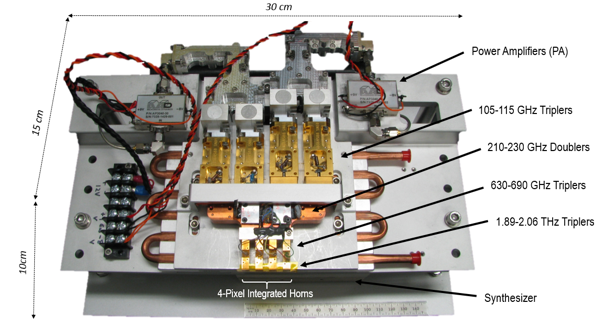 30 cm
Power Amplifiers (PA)
15 cm
105-115 GHz Triplers
210-230 GHz Doublers
630-690 GHz Triplers
1.89-2.06 THz Triplers
10cm
4-Pixel Integrated Horns
Synthesizer